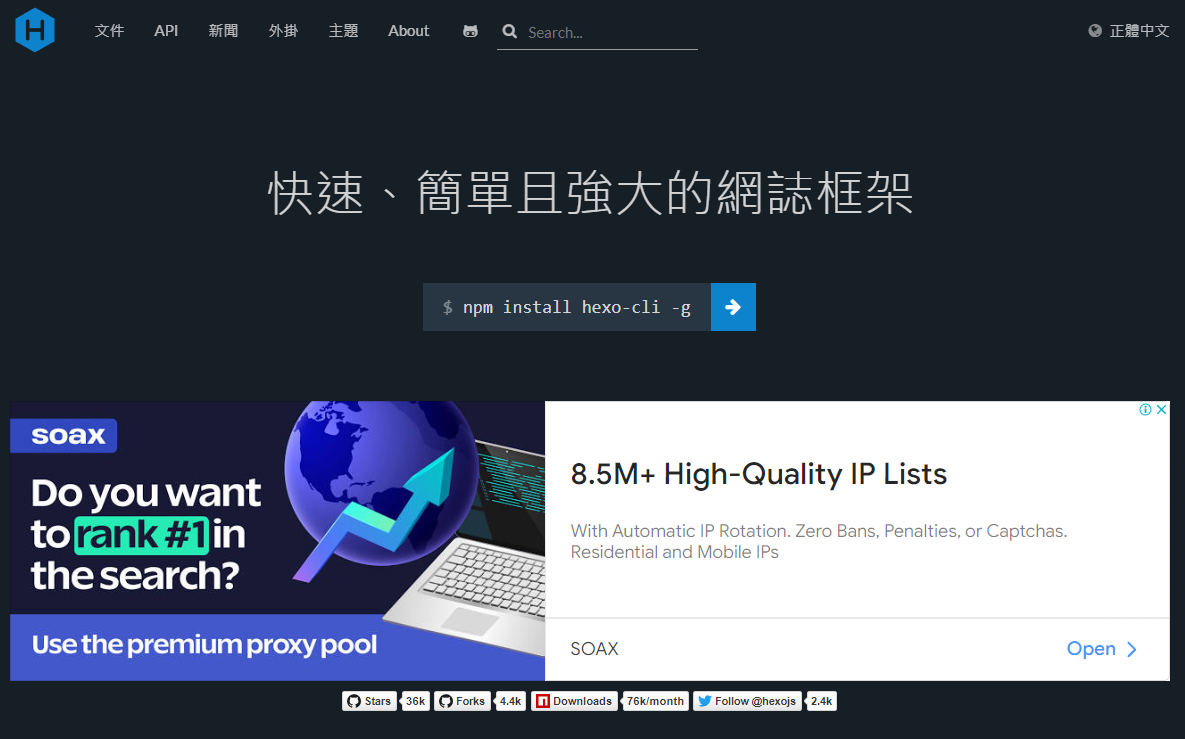 H
文件 API 新聞 外掛 主題 About Search... 正體中文
快速、簡單且強大的網誌框架
$ npm install hexo-cli -g
soax
Do you want
to rank #1 in
the search?
Use the premium proxy pool
8.5M+ High-Quality IP Lists
With Automatic IP Rotation. Zero Bans, Penalties, or Captchas.
Residential and Mobile IPs
SOAX Open
Stars 36k Forks 4.4k Downloads 76k/month Follow @hexojs 2.4k